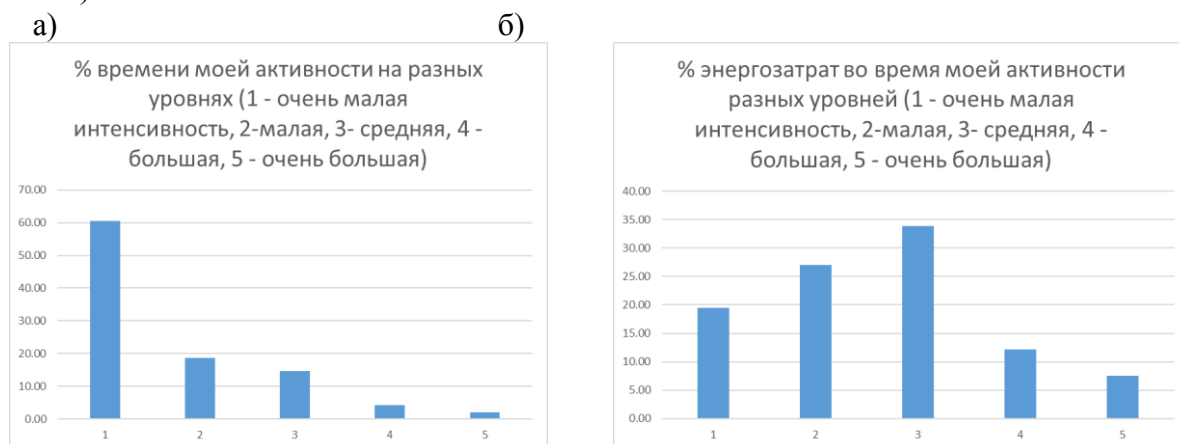 а) б)
% времени моей активности на разных
уровнях (1 - очень малая
интенсивность, 2-малая, 3- средняя, 4 -
большая, 5 - очень большая)
70.00
60.00
50.00
40.00
30.00
20.00
10.00
0.00
1 2 3 4 5
% энергозатрат во время моей активности
разных уровней (1 - очень малая
интенсивность, 2-малая, 3- средняя, 4 -
большая, 5 - очень большая)
40.00
35.00
30.00
25.00
20.00
15.00
10.00
5.00
0.00
1 2 3 4 5